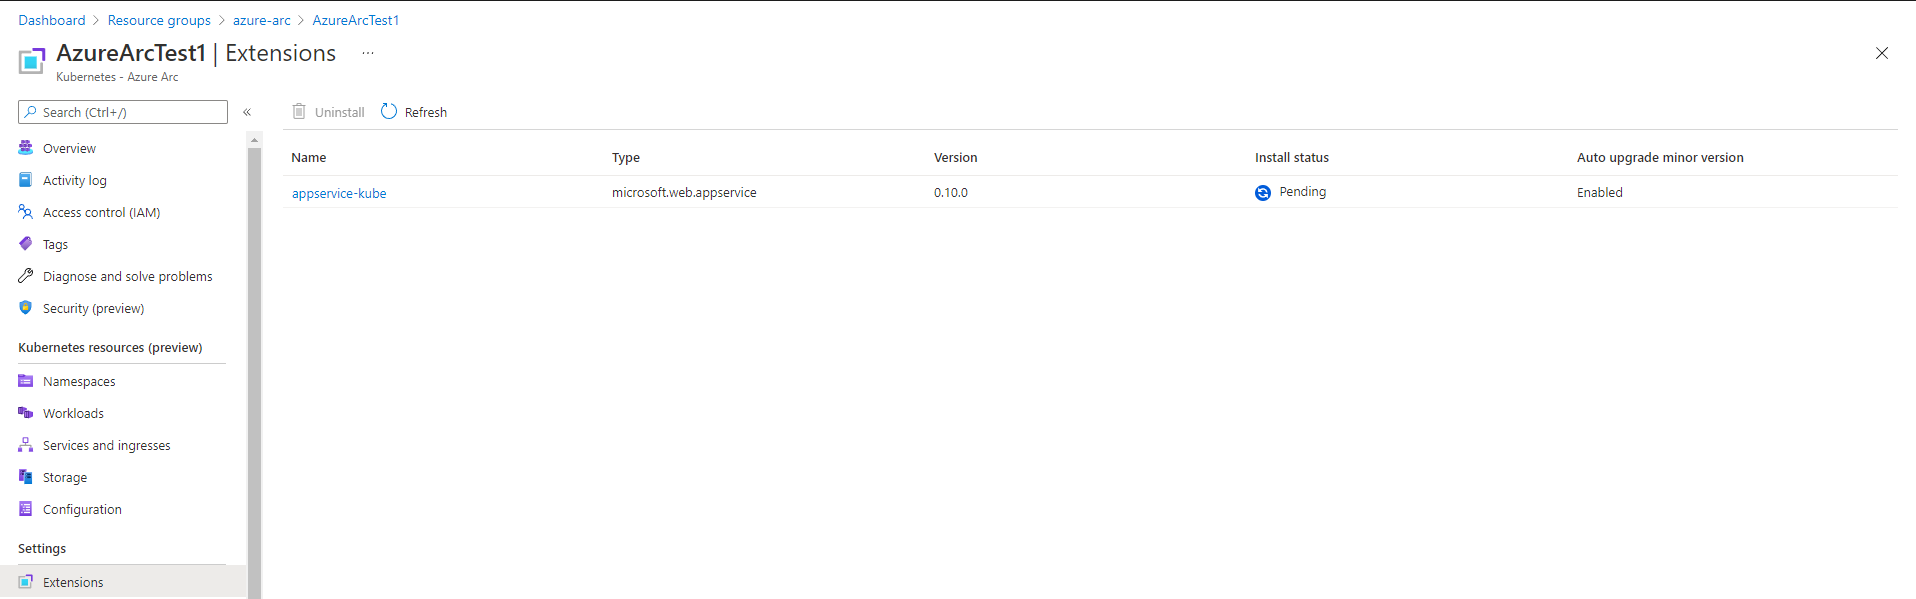 Dashboard > Resource groups > azure-arc > AzureArcTest1
AzureArcTest1 | Extensions ...
Kubernetes - Azure Arc
Search (Ctrl+/) «
Uninstall Refresh
Overview
Activity log
Access control (IAM)
Tags
Diagnose and solve problems
Security (preview)
Kubernetes resources (preview)
Namespaces
Workloads
Services and ingresses
Storage
Configuration
Settings
Extensions
Name Type Version Install status Auto upgrade minor version
appservice-kube microsoft.web.appservice 0.10.0 Pending Enabled